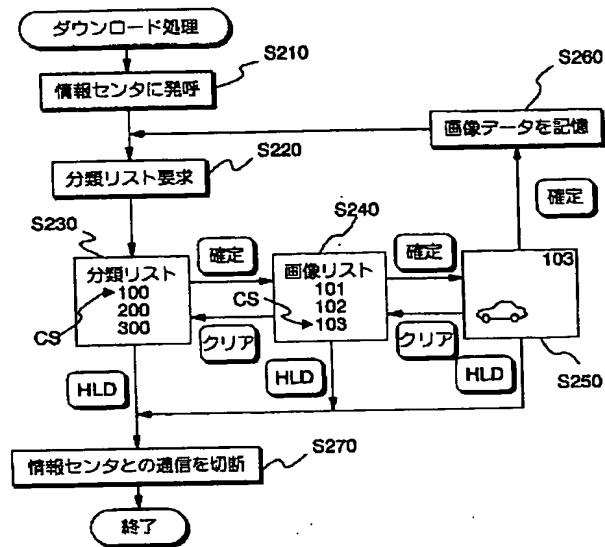 ダウンロード処理
S210
情報センタに発呼
S260
画像データを記憶
S220
分類リスト要求
確定
S230
S240
分類リスト
100
200
300
CS
確定
クリア
画像リスト
101
102
103
CS
確定
クリア
103
S250
HLD
HLD
HLD
S270
情報センタとの通信を切断
終了